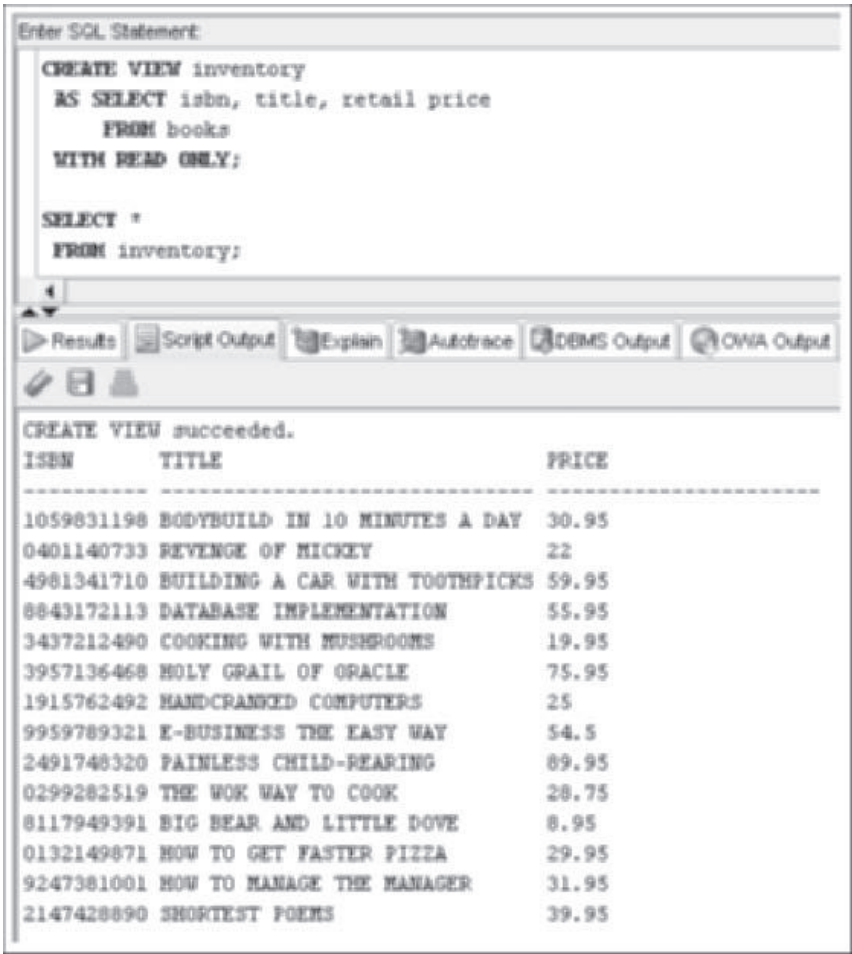 Enter SQL Statement:
CREATE VIEW inventory
AS SELECT isbn, title, retail price
FROM books
WITH READ ONLY;
SELECT *
FROM inventory;
Results Script Output Explain Autotrace DBMS Output OWA Output
CREATE VIEW succeeded.
ISBN TITLE PRICE
---------- ------------------------------ ----------------------
1059831198 BODYBUILD IN 10 MINUTES A DAY 30.95
0401140733 REVENGE OF MICKEY 22
4981341710 BUILDING A CAR WITH TOOTHPICKS 59.95
8843172113 DATABASE IMPLEMENTATION 55.95
3437212490 COOKING WITH MUSHROOMS 19.95
3957136468 HOLY GRAIL OF ORACLE 75.95
1915762492 HANDCRANKED COMPUTERS 25
9959789321 E-BUSINESS THE EASY WAY 54.5
2491748320 PAINLESS CHILD-REARING 89.95
0299282519 THE WOK WAY TO COOK 28.75
8117949391 BIG BEAR AND LITTLE DOVE 8.95
0132149871 HOW TO GET FASTER PIZZA 29.95
9247381001 HOW TO MANAGE THE MANAGER 31.95
2147428890 SHORTEST POEMS 39.95